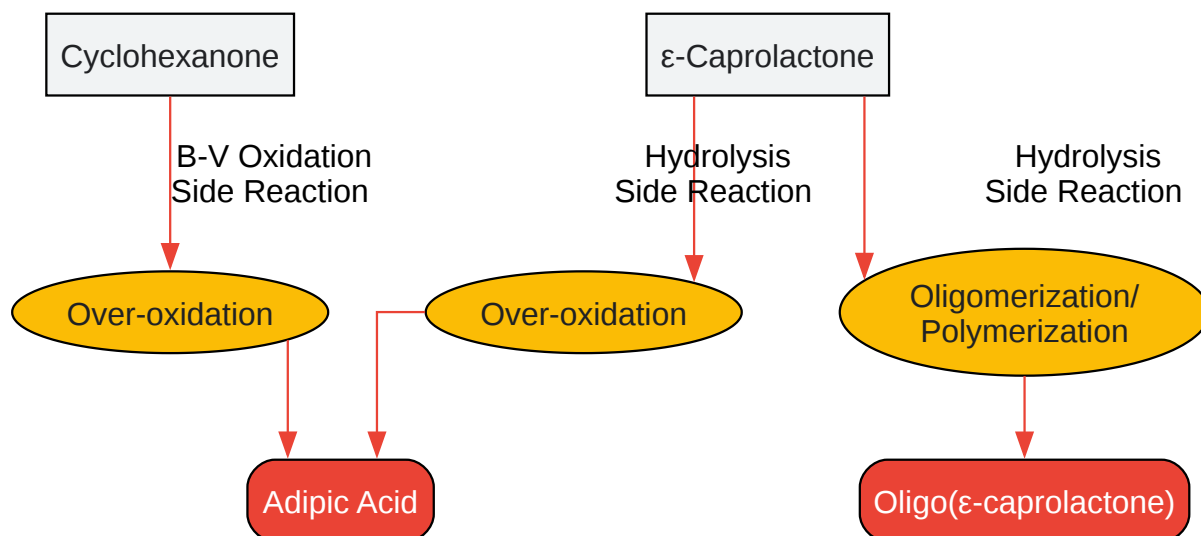 Cyclohexanone
ε-Caprolactone
B-V Oxidation
Side Reaction
Hydrolysis
Side Reaction
Hydrolysis
Side Reaction
Over-oxidation
Over-oxidation
Oligomerization/
Polymerization
Adipic Acid
Oligo(ε-caprolactone)